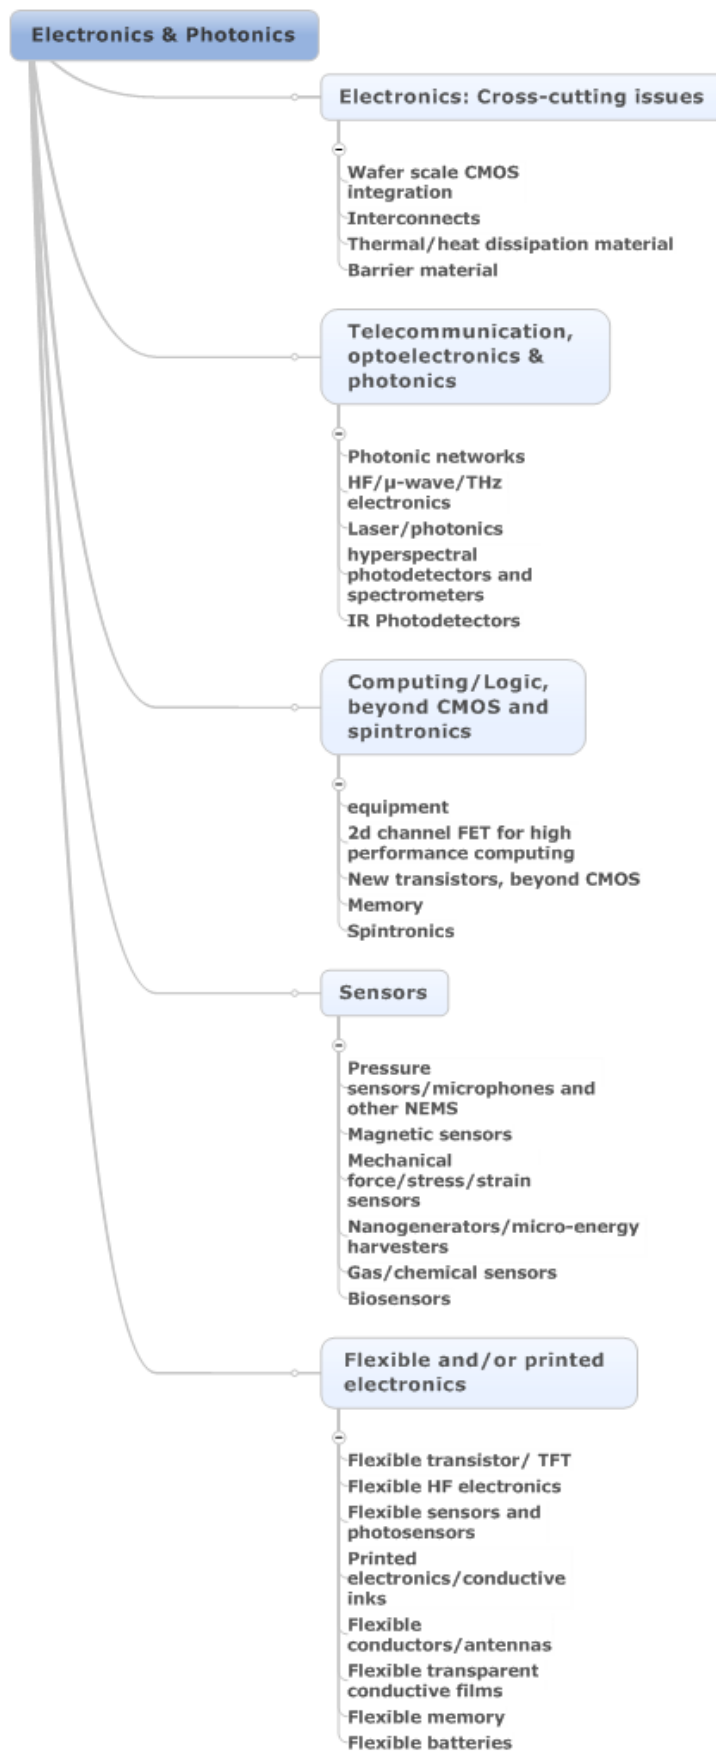 Electronics & Photonics
Electronics: Cross-cutting issues
Wafer scale CMOS
integration
Interconnects
Thermal/heat dissipation material
Barrier material
Telecommunication,
optoelectronics &
photonics
Photonic networks
HF/μ-wave/THz
electronics
Laser/photonics
hyperspectral
photodetectors and
spectrometers
IR Photodetectors
Computing/Logic,
beyond CMOS and
spintronics
equipment
2d channel FET for high
performance computing
New transistors, beyond CMOS
Memory
Spintronics
Sensors
Pressure
sensors/microphones and
other NEMS
Magnetic sensors
Mechanical
force/stress/strain
sensors
Nanogenerators/micro-energy
harvesters
Gas/chemical sensors
Biosensors
Flexible and/or printed
electronics
Flexible transistor/ TFT
Flexible HF electronics
Flexible sensors and
photosensors
Printed
electronics/conductive
inks
Flexible
conductors/antennas
Flexible transparent
conductive films
Flexible memory
Flexible batteries